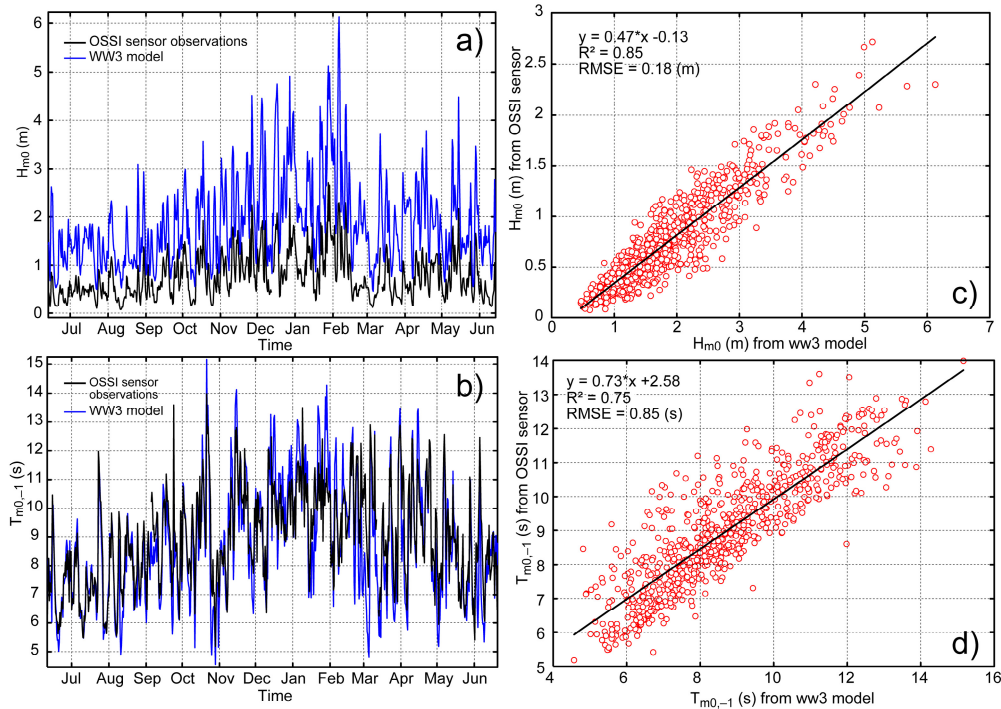 a)
OSSI sensor observations
WW3 model
6
5
4
3
2
1
0
Hm0 (m)
Jul Aug Sep Oct Nov Dec Jan Feb Mar Apr May Jun
Time
c)
y = 0.47*x -0.13
R² = 0.85
RMSE = 0.18 (m)
3
2.5
2
1.5
1
0.5
0
Hm0 (m) from OSSI sensor
1 2 3 4 5 6 7
Hm0 (m) from ww3 model
b)
OSSI sensor
observations
WW3 model
15
14
13
12
11
10
9
8
7
6
5
Tm0,−1 (s)
Jul Aug Sep Oct Nov Dec Jan Feb Mar Apr May Jun
Time
d)
y = 0.73*x +2.58
R² = 0.75
RMSE = 0.85 (s)
14
13
12
11
10
9
8
7
6
5
Tm0,−1 (s) from OSSI sensor
4 6 8 10 12 14 16
Tm0,−1 (s) from ww3 model